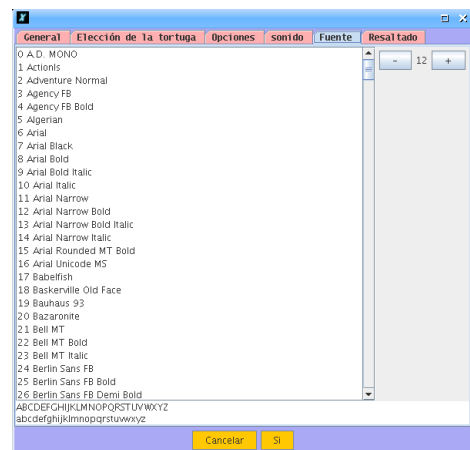 General Elección de la tortuga Opciones sonido Fuente Resaltado
0 A.D. MONO
- 12 +
1 ActionIs
2 Adventure Normal
3 Agency FB
4 Agency FB Bold
5 Algerian
6 Arial
7 Arial Black
8 Arial Bold
9 Arial Bold Italic
10 Arial Italic
11 Arial Narrow
12 Arial Narrow Bold
13 Arial Narrow Bold Italic
14 Arial Narrow Italic
15 Arial Rounded MT Bold
16 Arial Unicode MS
17 Babelfish
18 Baskerville Old Face
19 Bauhaus 93
20 Bazaronite
21 Bell MT
22 Bell MT Bold
23 Bell MT Italic
24 Berlin Sans FB
25 Berlin Sans FB Bold
26 Berlin Sans FB Demi Bold
ABCDEFGHIJKLMNOPQRSTUVWXYZ
abcdefghijklmnopqrstuvwxyz
Cancelar Si